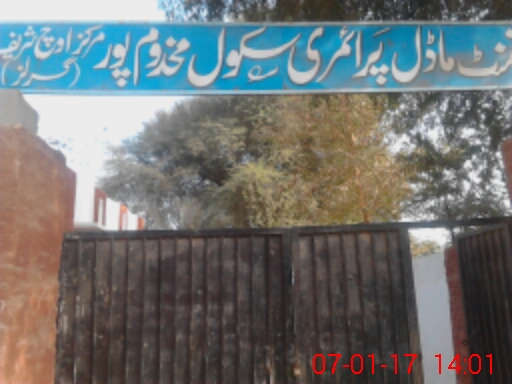 ماڈل پرائمری سکول مخدوم پور مرکز اوچ شریف
07-01-17 14:01